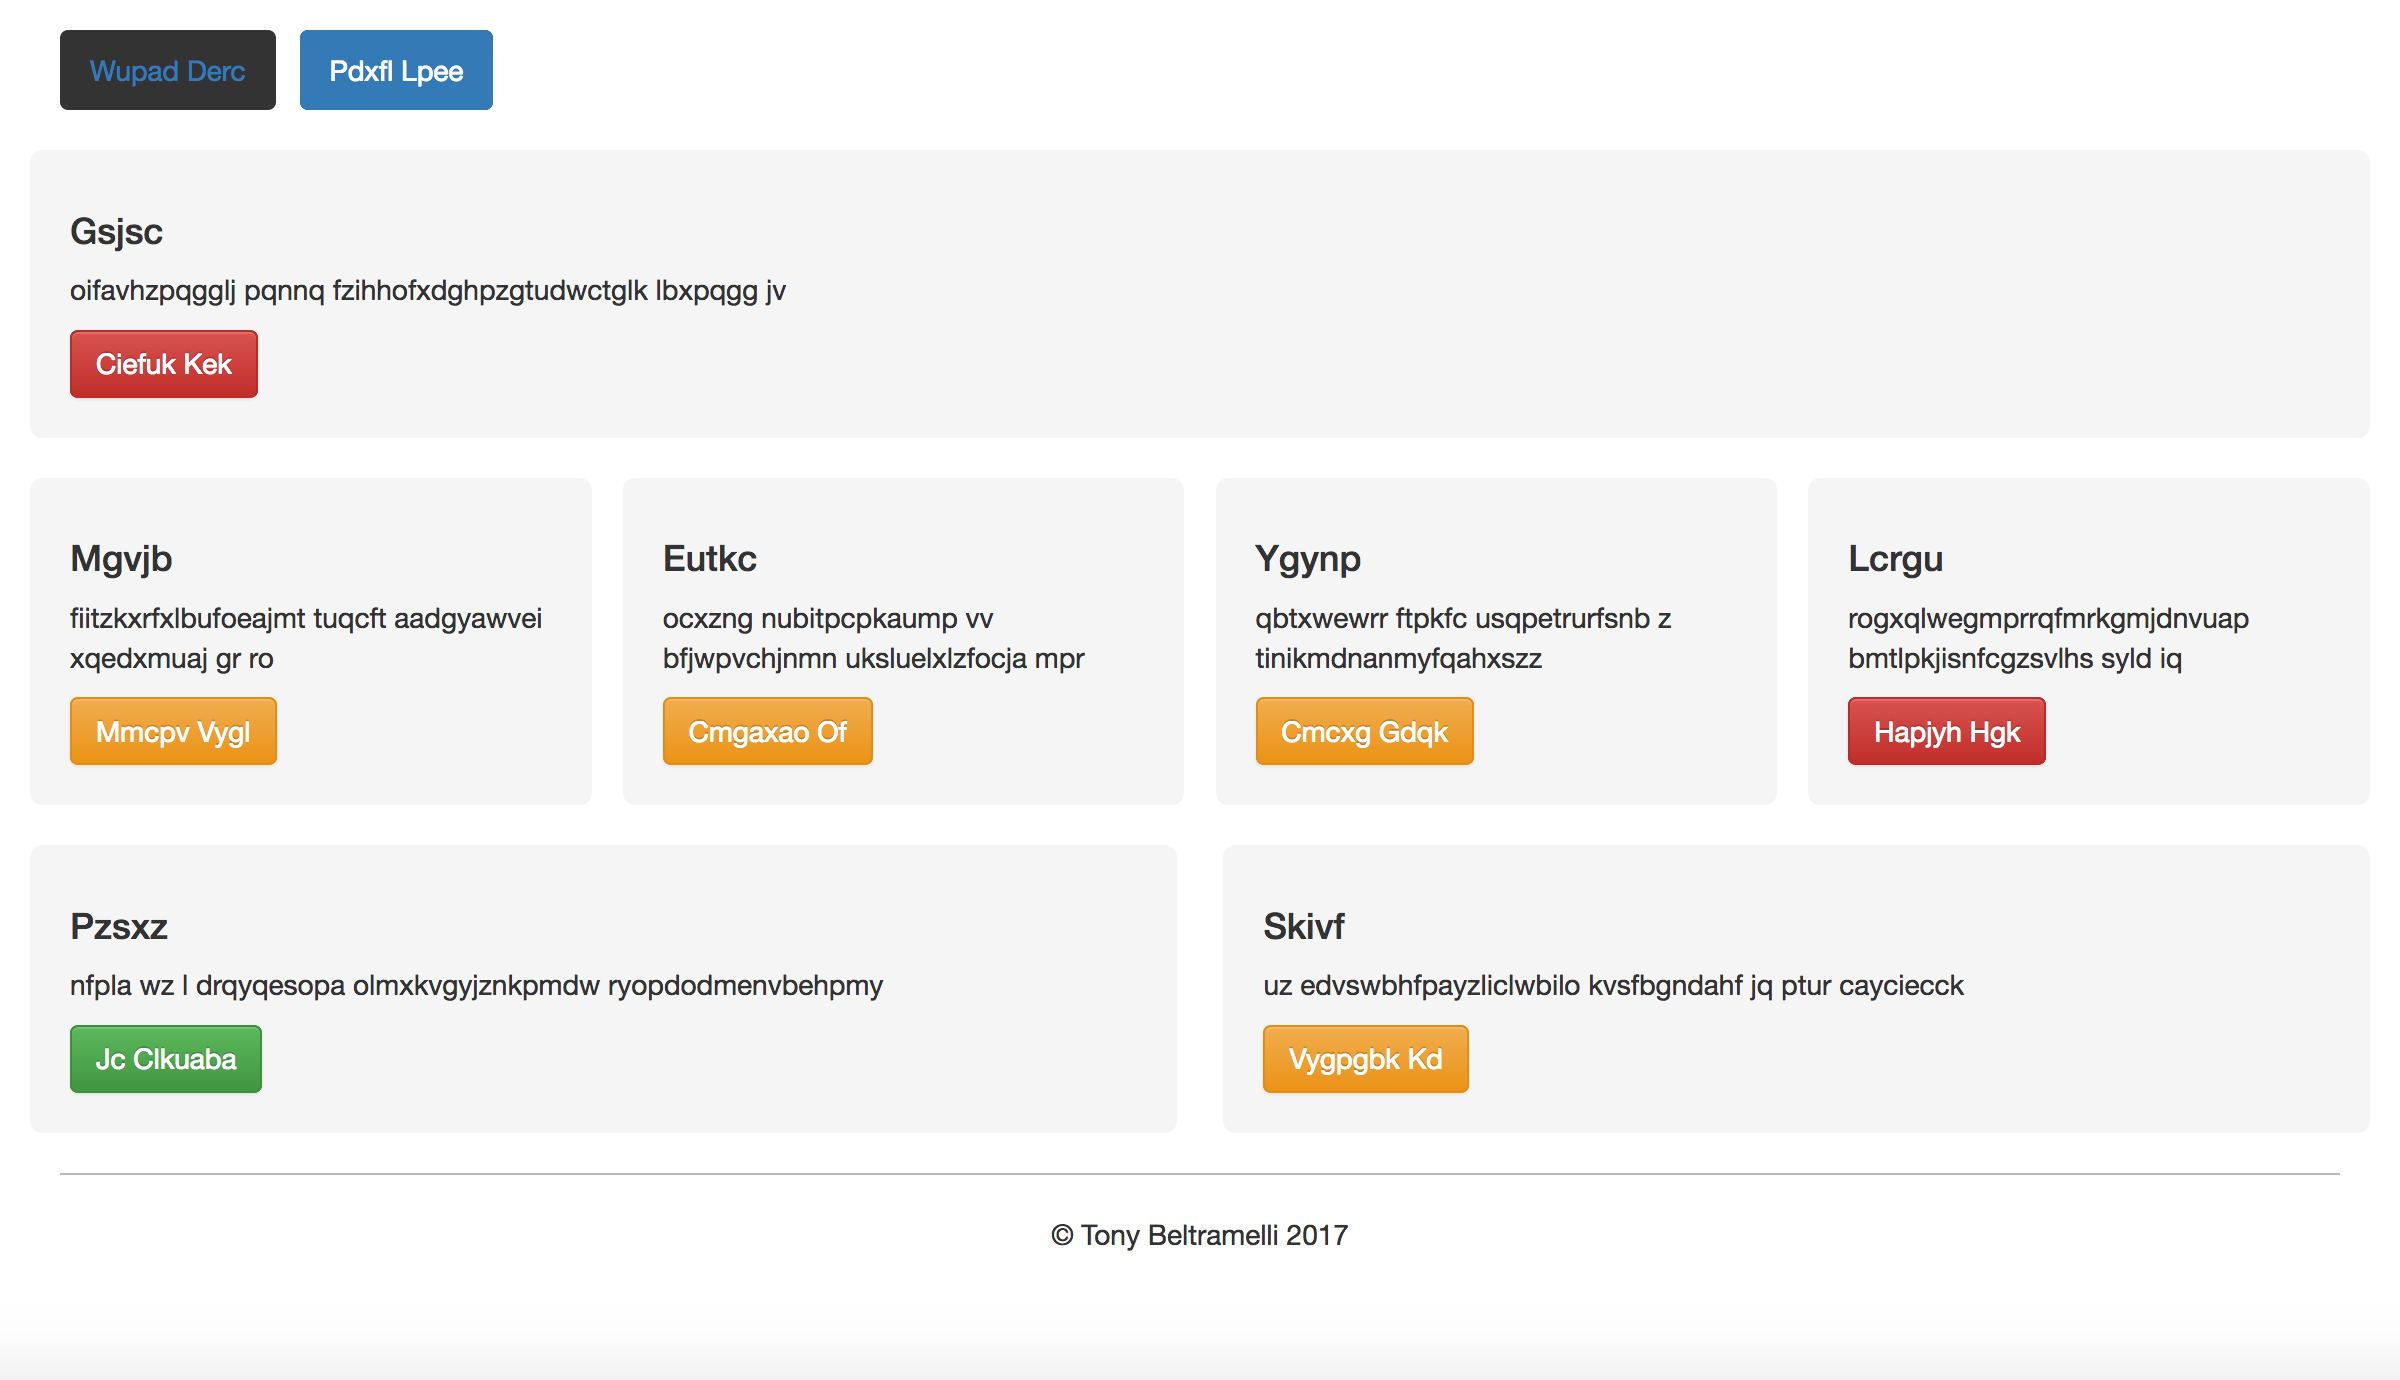 Wupad Derc
Pdxfl Lpee
Gsjsc
oifavhzpqgglj pqnnq fzihhofxdghpzgtudwctglk lbxpqgg jv
Ciefuk Kek
Mgvjb
fiitzkxrfxlbufoeajmt tuqcft aadgyawvei
xqedxmuaj gr ro
Mmcpv Vygl
Eutkc
ocxzng nubitpcpkaump vv
bfjwpvchjnmn uksluelxlzfocja mpr
Cmgaxao Of
Ygynp
qbtxwewrr ftpkfc usqpetrurfsnb z
tinikmdnanmyfqahxszz
Cmcxg Gdqk
Lcrgu
rogxqlwegmprrqfmrkgmjdnvuap
bmtlpkjisnfcgzsvlhs syld iq
Hapjyh Hgk
Pzsxz
nfpla wz l drqyqesopa olmxkvgyjznkpmdw ryopdodmenvbehpmy
Jc Clkuaba
Skivf
uz edvswbhfpayzliclwbilo kvsfbgndahf jq ptur cayciecck
Vygpgbk Kd
© Tony Beltramelli 2017